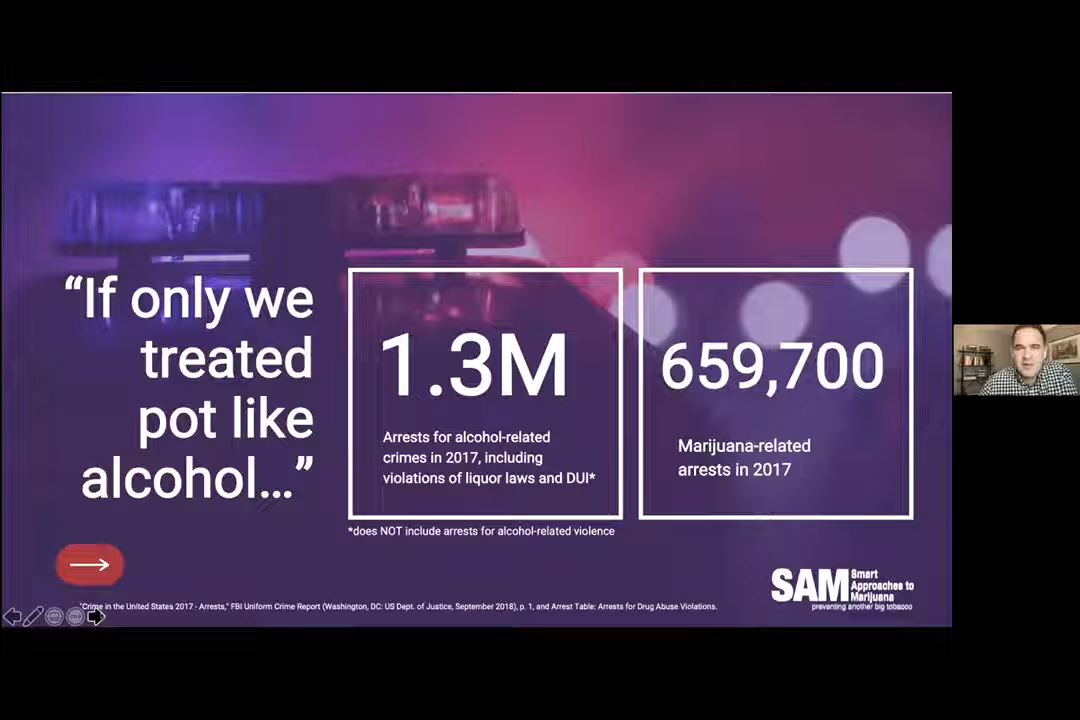 “If only we
treated
pot like
alcohol...”
1.3M
Arrests for alcohol-related
crimes in 2017, including
violations of liquor laws and DUI*
*does NOT include arrests for alcohol-related violence
659,700
Marijuana-related
arrests in 2017
"Crime in the United States 2017 - Arrests," FBI Uniform Crime Report (Washington, DC: US Dept. of Justice, September 2018), p. 1, and Arrest Table: Arrests for Drug Abuse Violations.
SAM
Smart
Approaches to
Marijuana
preventing another big tobacco